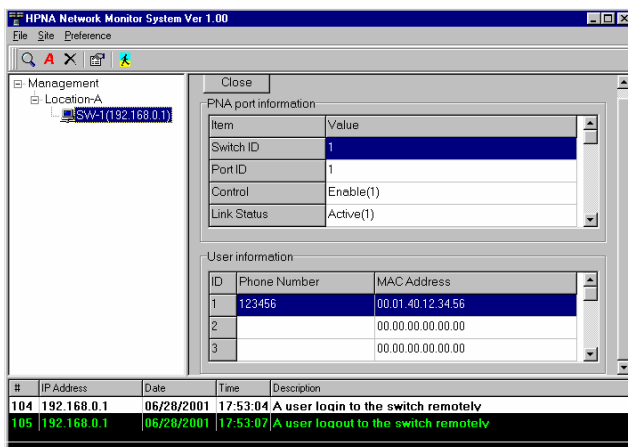 HPNA Network Monitor System Ver 1.00
File Site Preference
A
Management
Location-A
SW-1(192.168.0.1)
Close
PNA port information
Item Value
Switch ID 1
Port ID 1
Control Enable(1)
Link Status Active(1)
User information
ID Phone Number MAC Address
1 123456 00.01.40.12.34.56
2 00.00.00.00.00.00
3 00.00.00.00.00.00
# IP Address Date Time Description
104 192.168.0.1 06/28/2001 17:53:04 A user login to the switch remotely
105 192.168.0.1 06/28/2001 17:53:07 A user logout to the switch remotely